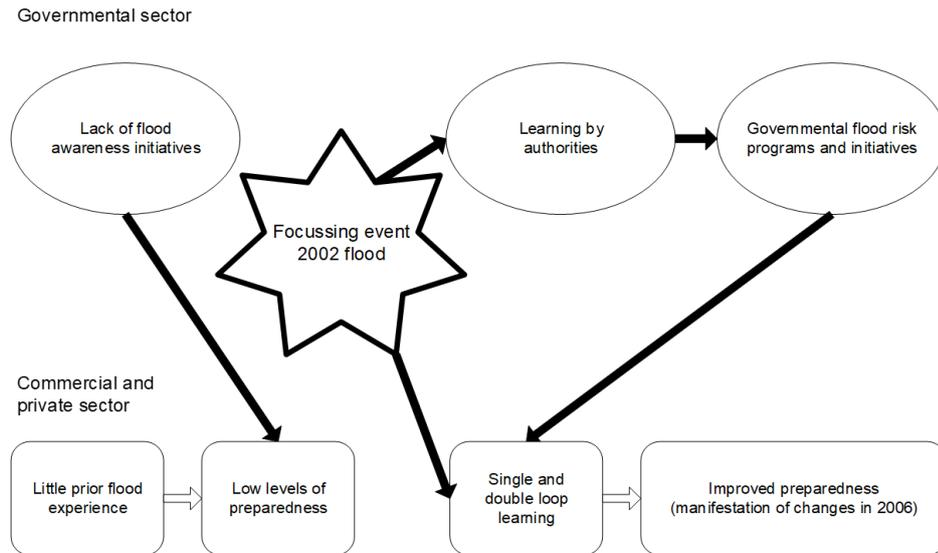 Governmental sector
Lack of flood
awareness initiatives
Learning by
authorities
Governmental flood risk
programs and initiatives
Focussing event
2002 flood
Commercial and
private sector
Little prior flood
experience
Low levels of
preparedness
Single and
double loop
learning
Improved preparedness
(manifestation of changes in 2006)